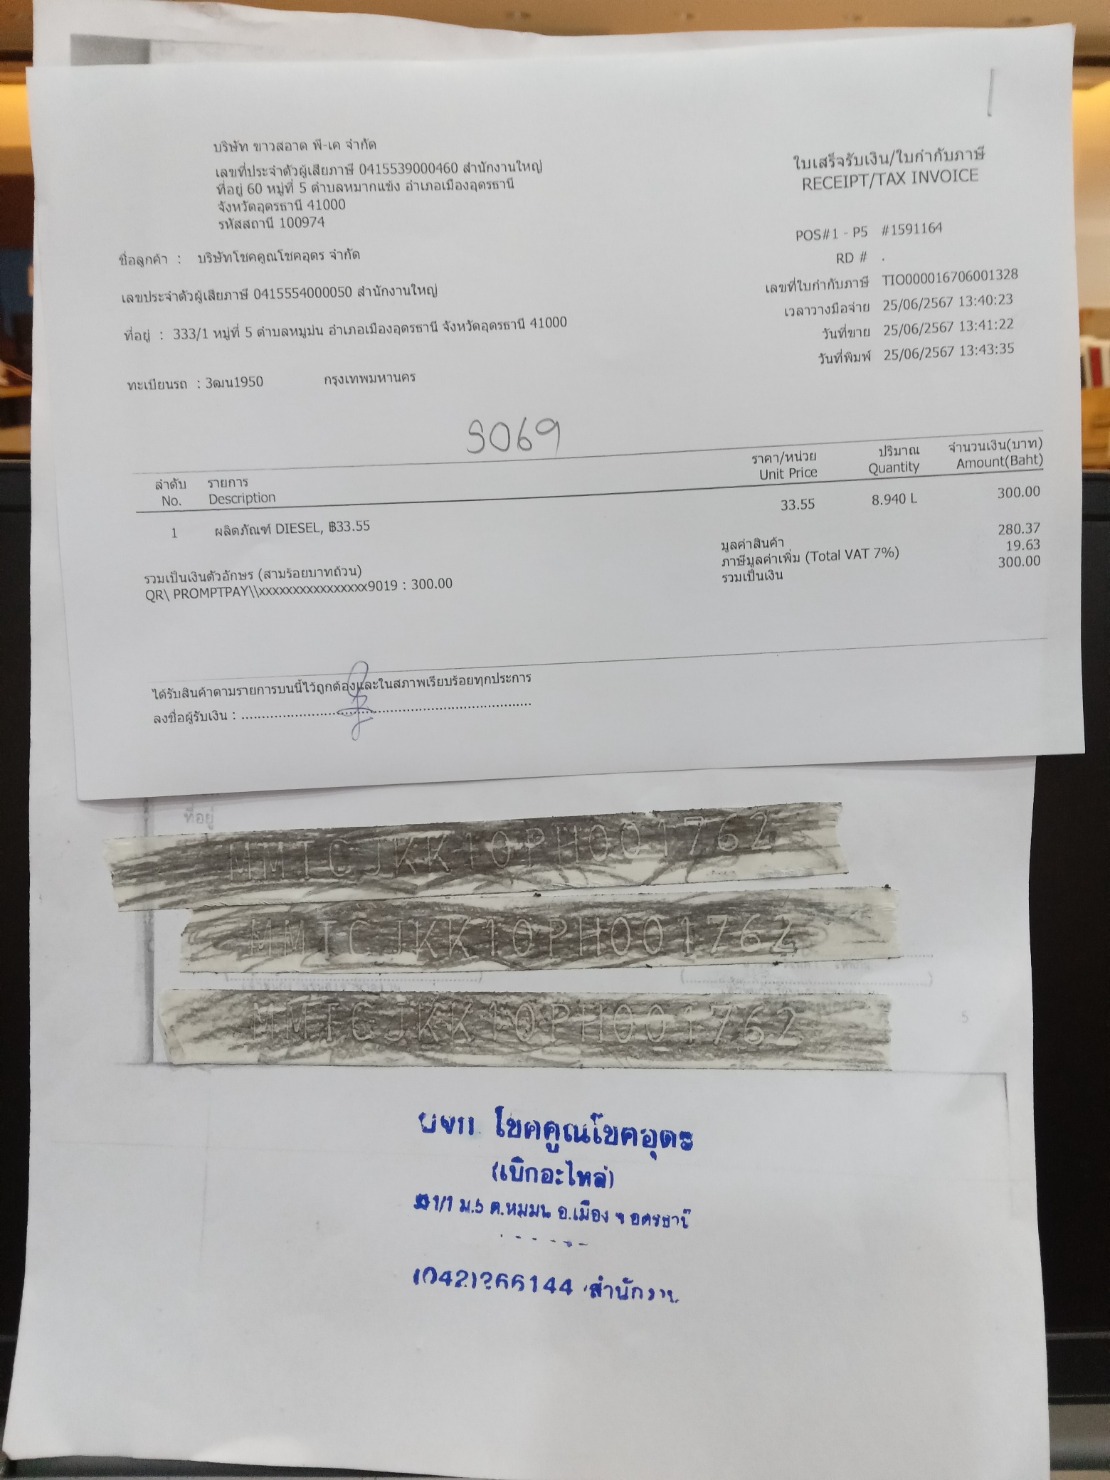 บริษัท ขาวสอาด พี-เค จำกัด
เลขที่ประจำตัวผู้เสียภาษี 0415539000460 สำนักงานใหญ่
ที่อยู่ 60 หมู่ที่ 5 ตำบลหมากแข้ง อำเภอเมืองอุดรธานี
จังหวัดอุดรธานี 41000
รหัสสถานี 100974
ใบเสร็จรับเงิน/ใบกำกับภาษี
RECEIPT/TAX INVOICE
POS#1 - P5 #1591164
RD # .
เลขที่ใบกำกับภาษี TIO000016706001328
เวลาวางมือจ่าย 25/06/2567 13:40:23
วันที่ขาย 25/06/2567 13:41:22
วันที่พิมพ์ 25/06/2567 13:43:35
ชื่อลูกค้า : บริษัทโชคคูณโชคอุดร จำกัด
เลขประจำตัวผู้เสียภาษี 0415554000050 สำนักงานใหญ่
ที่อยู่ : 333/1 หมู่ที่ 5 ตำบลหมูม่น อำเภอเมืองอุดรธานี จังหวัดอุดรธานี 41000
ทะเบียนรถ : 3ฒน1950 กรุงเทพมหานคร
S069
ลำดับ รายการ ราคา/หน่วย ปริมาณ จำนวนเงิน(บาท)
No. Description Unit Price Quantity Amount(Baht)
1 ผลิตภัณฑ์ DIESEL, ฿33.55 33.55 8.940 L 300.00
มูลค่าสินค้า 280.37
ภาษีมูลค่าเพิ่ม (Total VAT 7%) 19.63
รวมเป็นเงิน 300.00
รวมเป็นเงินตัวอักษร (สามร้อยบาทถ้วน)
QR\ PROMPTPAY\\xxxxxxxxxxxxxxxx9019 : 300.00
ได้รับสินค้าตามรายการบนนี้ไว้ถูกต้องและในสภาพเรียบร้อยทุกประการ
ลงชื่อผู้รับเงิน :
ที่อยู่
MMTCJKK10PH001762
MMTCJKK10PH001762
MMTCJKK10PH001762
5
โชคคูณโชคอุดร
(เบิกอะไหล่)
ม.5 ต.หมูม่น อ.เมือง จ.อุดรธานี
(042)266144 สำนักงาน